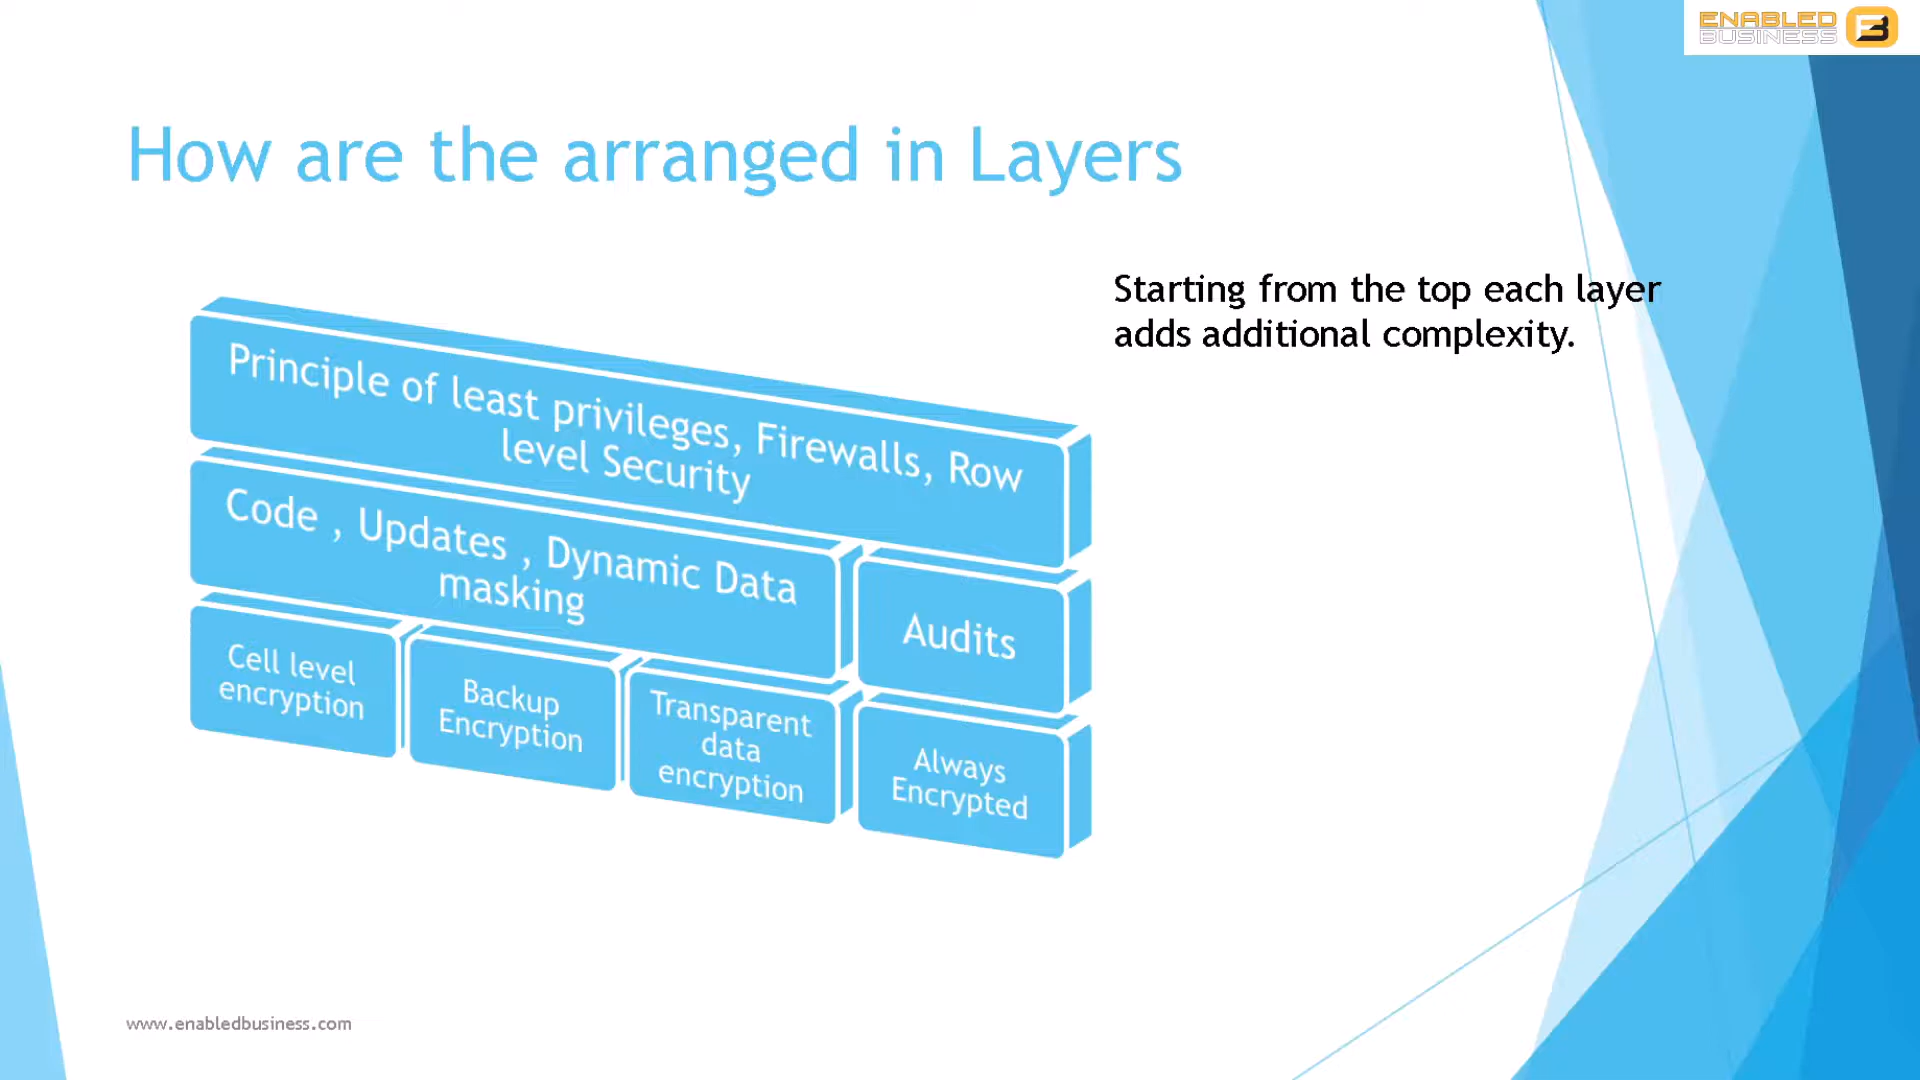 ENABLED
BUSINESS
How are the arranged in Layers
Starting from the top each layer
adds additional complexity.
Principle of least privileges, Firewalls, Row
level Security
Code , Updates , Dynamic Data
masking
Audits
Cell level
encryption
Backup
Encryption
Transparent
data
encryption
Always
Encrypted
www.enabledbusiness.com